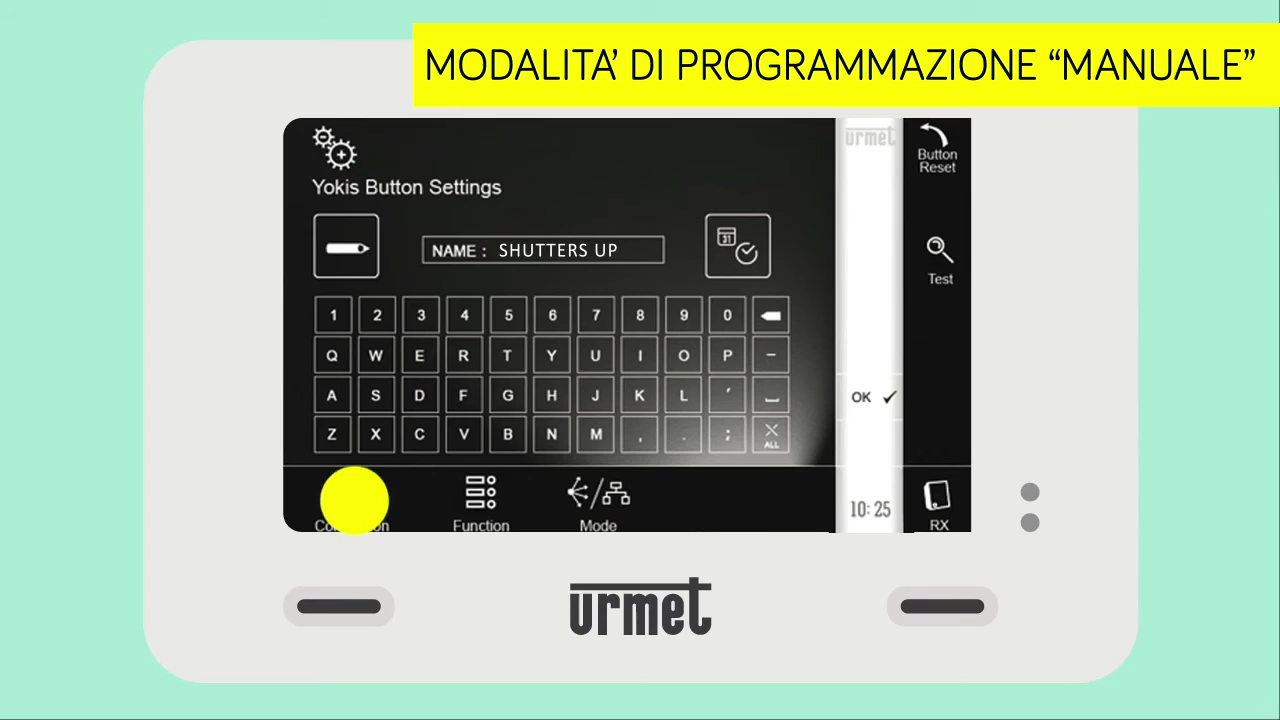 MODALITA’ DI PROGRAMMAZIONE “MANUALE”
urmet
Button
Reset
Yokis Button Settings
NAME : SHUTTERS UP
31
Test
1 2 3 4 5 6 7 8 9 0
Q W E R T Y U I O P -
A S D F G H J K L ’
Z X C V B N M , . ; ALL
OK
10:25
Function
Mode
RX
urmet